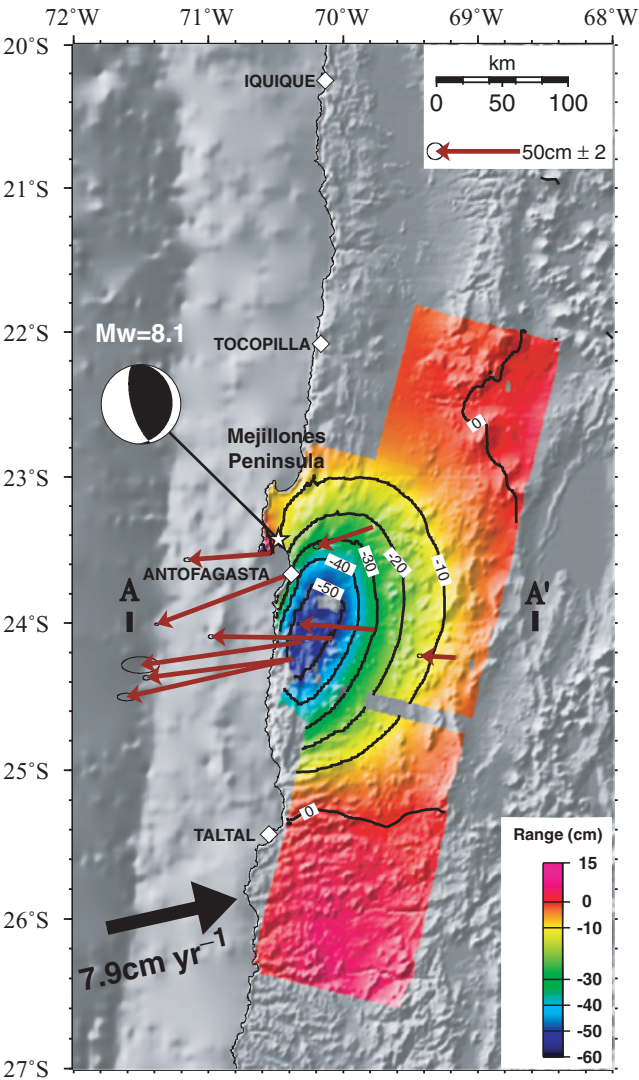 72°W 71°W 70°W 69°W 68°W
20°S
km
IQUIQUE
0 50 100
50cm ± 2
21°S
22°S
Mw=8.1
TOCOPILLA
0
Mejillones
Peninsula
23°S
-10
-20
-30
-40
ANTOFAGASTA
-50
A
A'
24°S
25°S
0
TALTAL
Range (cm)
15
0
-10
26°S
7.9cm yr⁻¹
-30
-40
-50
-60
27°S